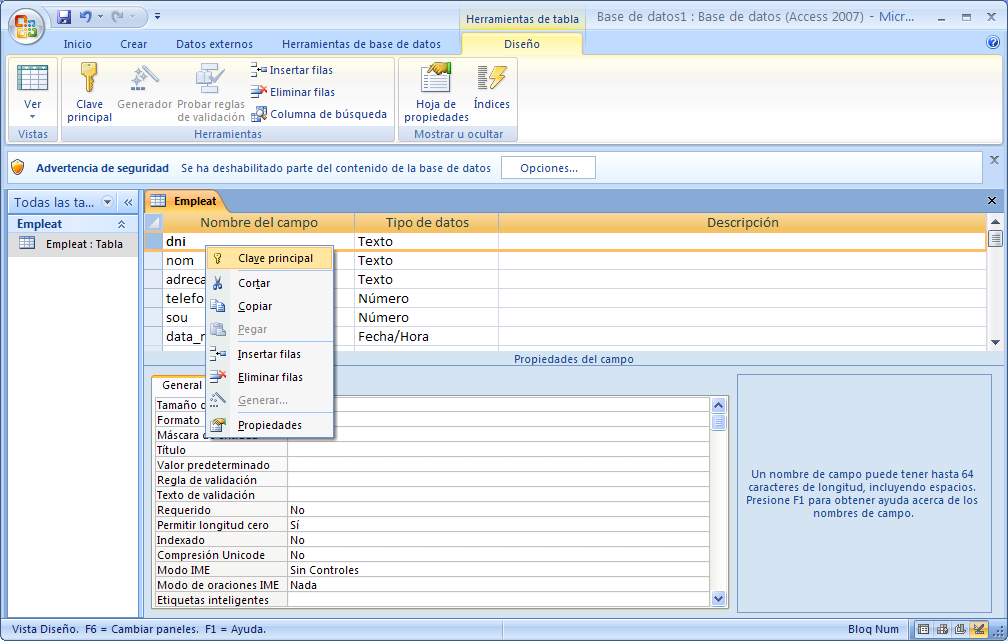 Herramientas de tabla
Base de datos1 : Base de datos (Access 2007) - Micr...
Inicio
Crear
Datos externos
Herramientas de base de datos
Diseño
Ver
Vistas
Clave
principal
Generador
Probar reglas
de validación
Insertar filas
Eliminar filas
Columna de búsqueda
Herramientas
Hoja de
propiedades
Índices
Mostrar u ocultar
Advertencia de seguridad
Se ha deshabilitado parte del contenido de la base de datos
Opciones...
Todas las ta...
Empleat
Empleat : Tabla
Empleat
Nombre del campo
Tipo de datos
Descripción
dni
Texto
nom
Texto
adreca
Texto
telefo
Número
sou
Número
data_
Fecha/Hora
Clave principal
Cortar
Copiar
Pegar
Insertar filas
Eliminar filas
Generar...
Propiedades
Propiedades del campo
General
Tamaño
Formato
Máscara de entrada
Título
Valor predeterminado
Regla de validación
Texto de validación
Requerido
No
Permitir longitud cero
Sí
Indexado
No
Compresión Unicode
No
Modo IME
Sin Controles
Modo de oraciones IME
Nada
Etiquetas inteligentes
Un nombre de campo puede tener hasta 64
caracteres de longitud, incluyendo espacios.
Presione F1 para obtener ayuda acerca de los
nombres de campo.
Vista Diseño. F6 = Cambiar paneles. F1 = Ayuda.
Bloq Num